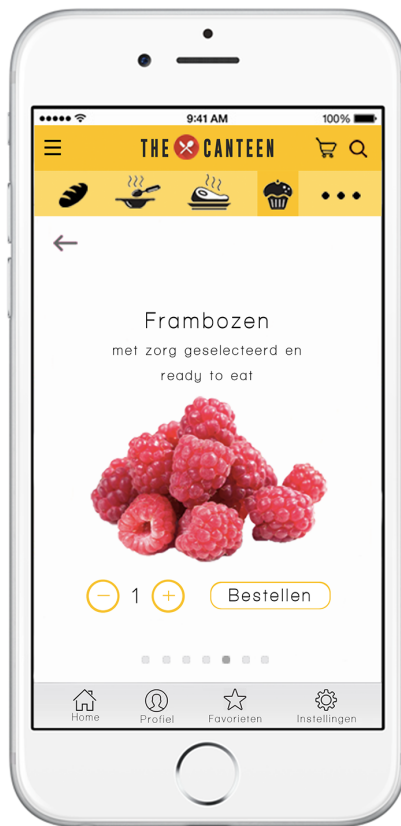 9:41 AM 100%
THE CANTEEN
Frambozen
met zorg geselecteerd en
ready to eat
1 Bestellen
Home Profiel Favorieten Instellingen